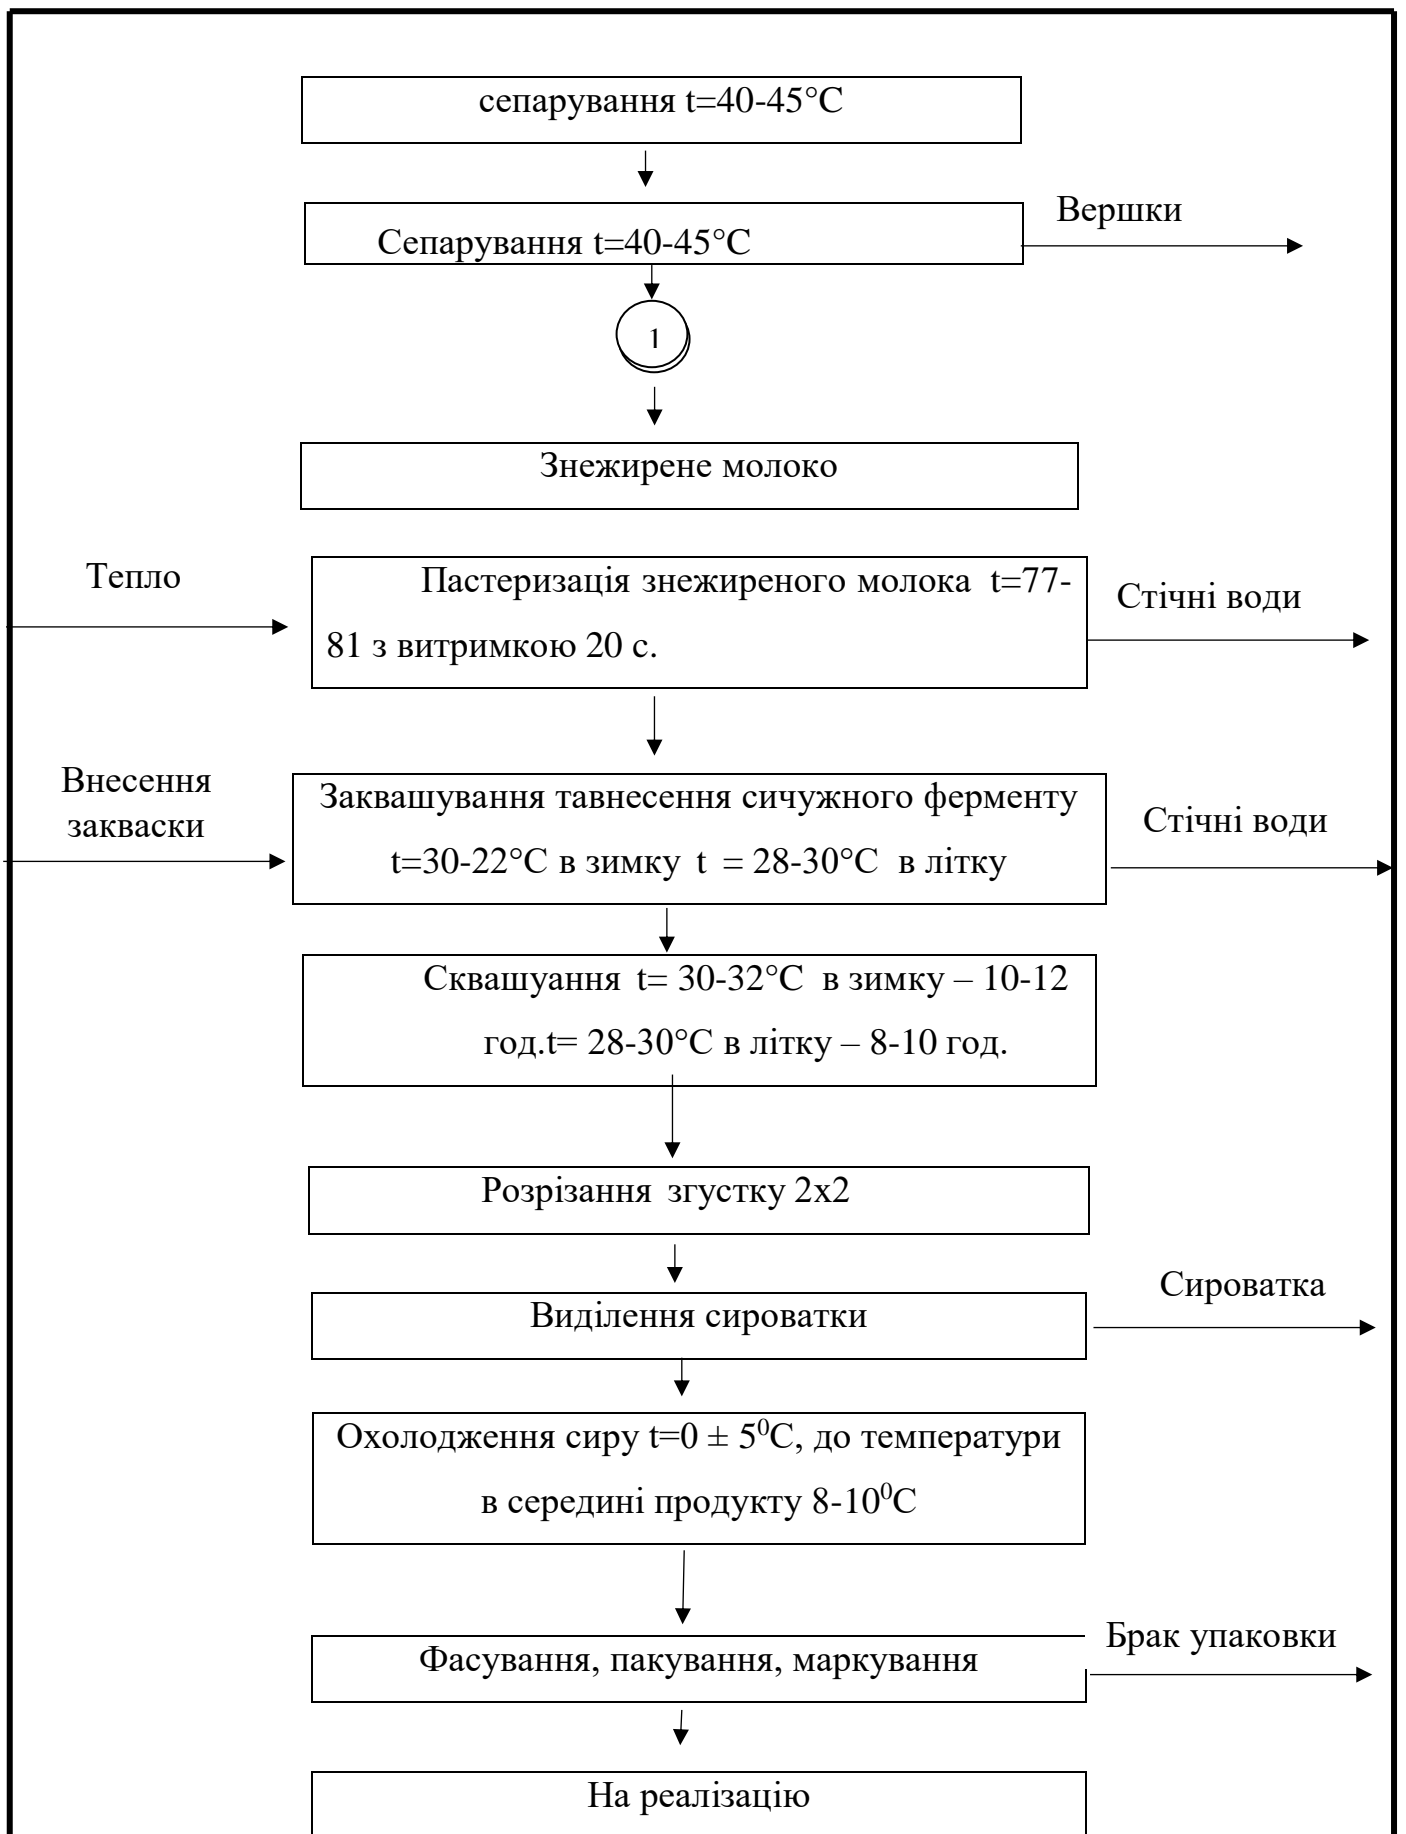 сепарування t=40-45°C
Вершки
Сепарування t=40-45°C
1
Знежирене молоко
Тепло
Пастеризація знежиреного молока t=77-
81 з витримкою 20 с.
Стічні води
Внесення
закваски
Заквашування тавнесення сичужного ферменту
t=30-22°C в зимку t = 28-30°C в літку
Стічні води
Сквашуання t= 30-32°C в зимку – 10-12
год.t= 28-30°C в літку – 8-10 год.
Розрізання згустку 2х2
Виділення сироватки
Сироватка
Охолодження сиру t=0 ± 5⁰C, до температури
в середині продукту 8-10⁰C
Фасування, пакування, маркування
Брак упаковки
На реалізацію